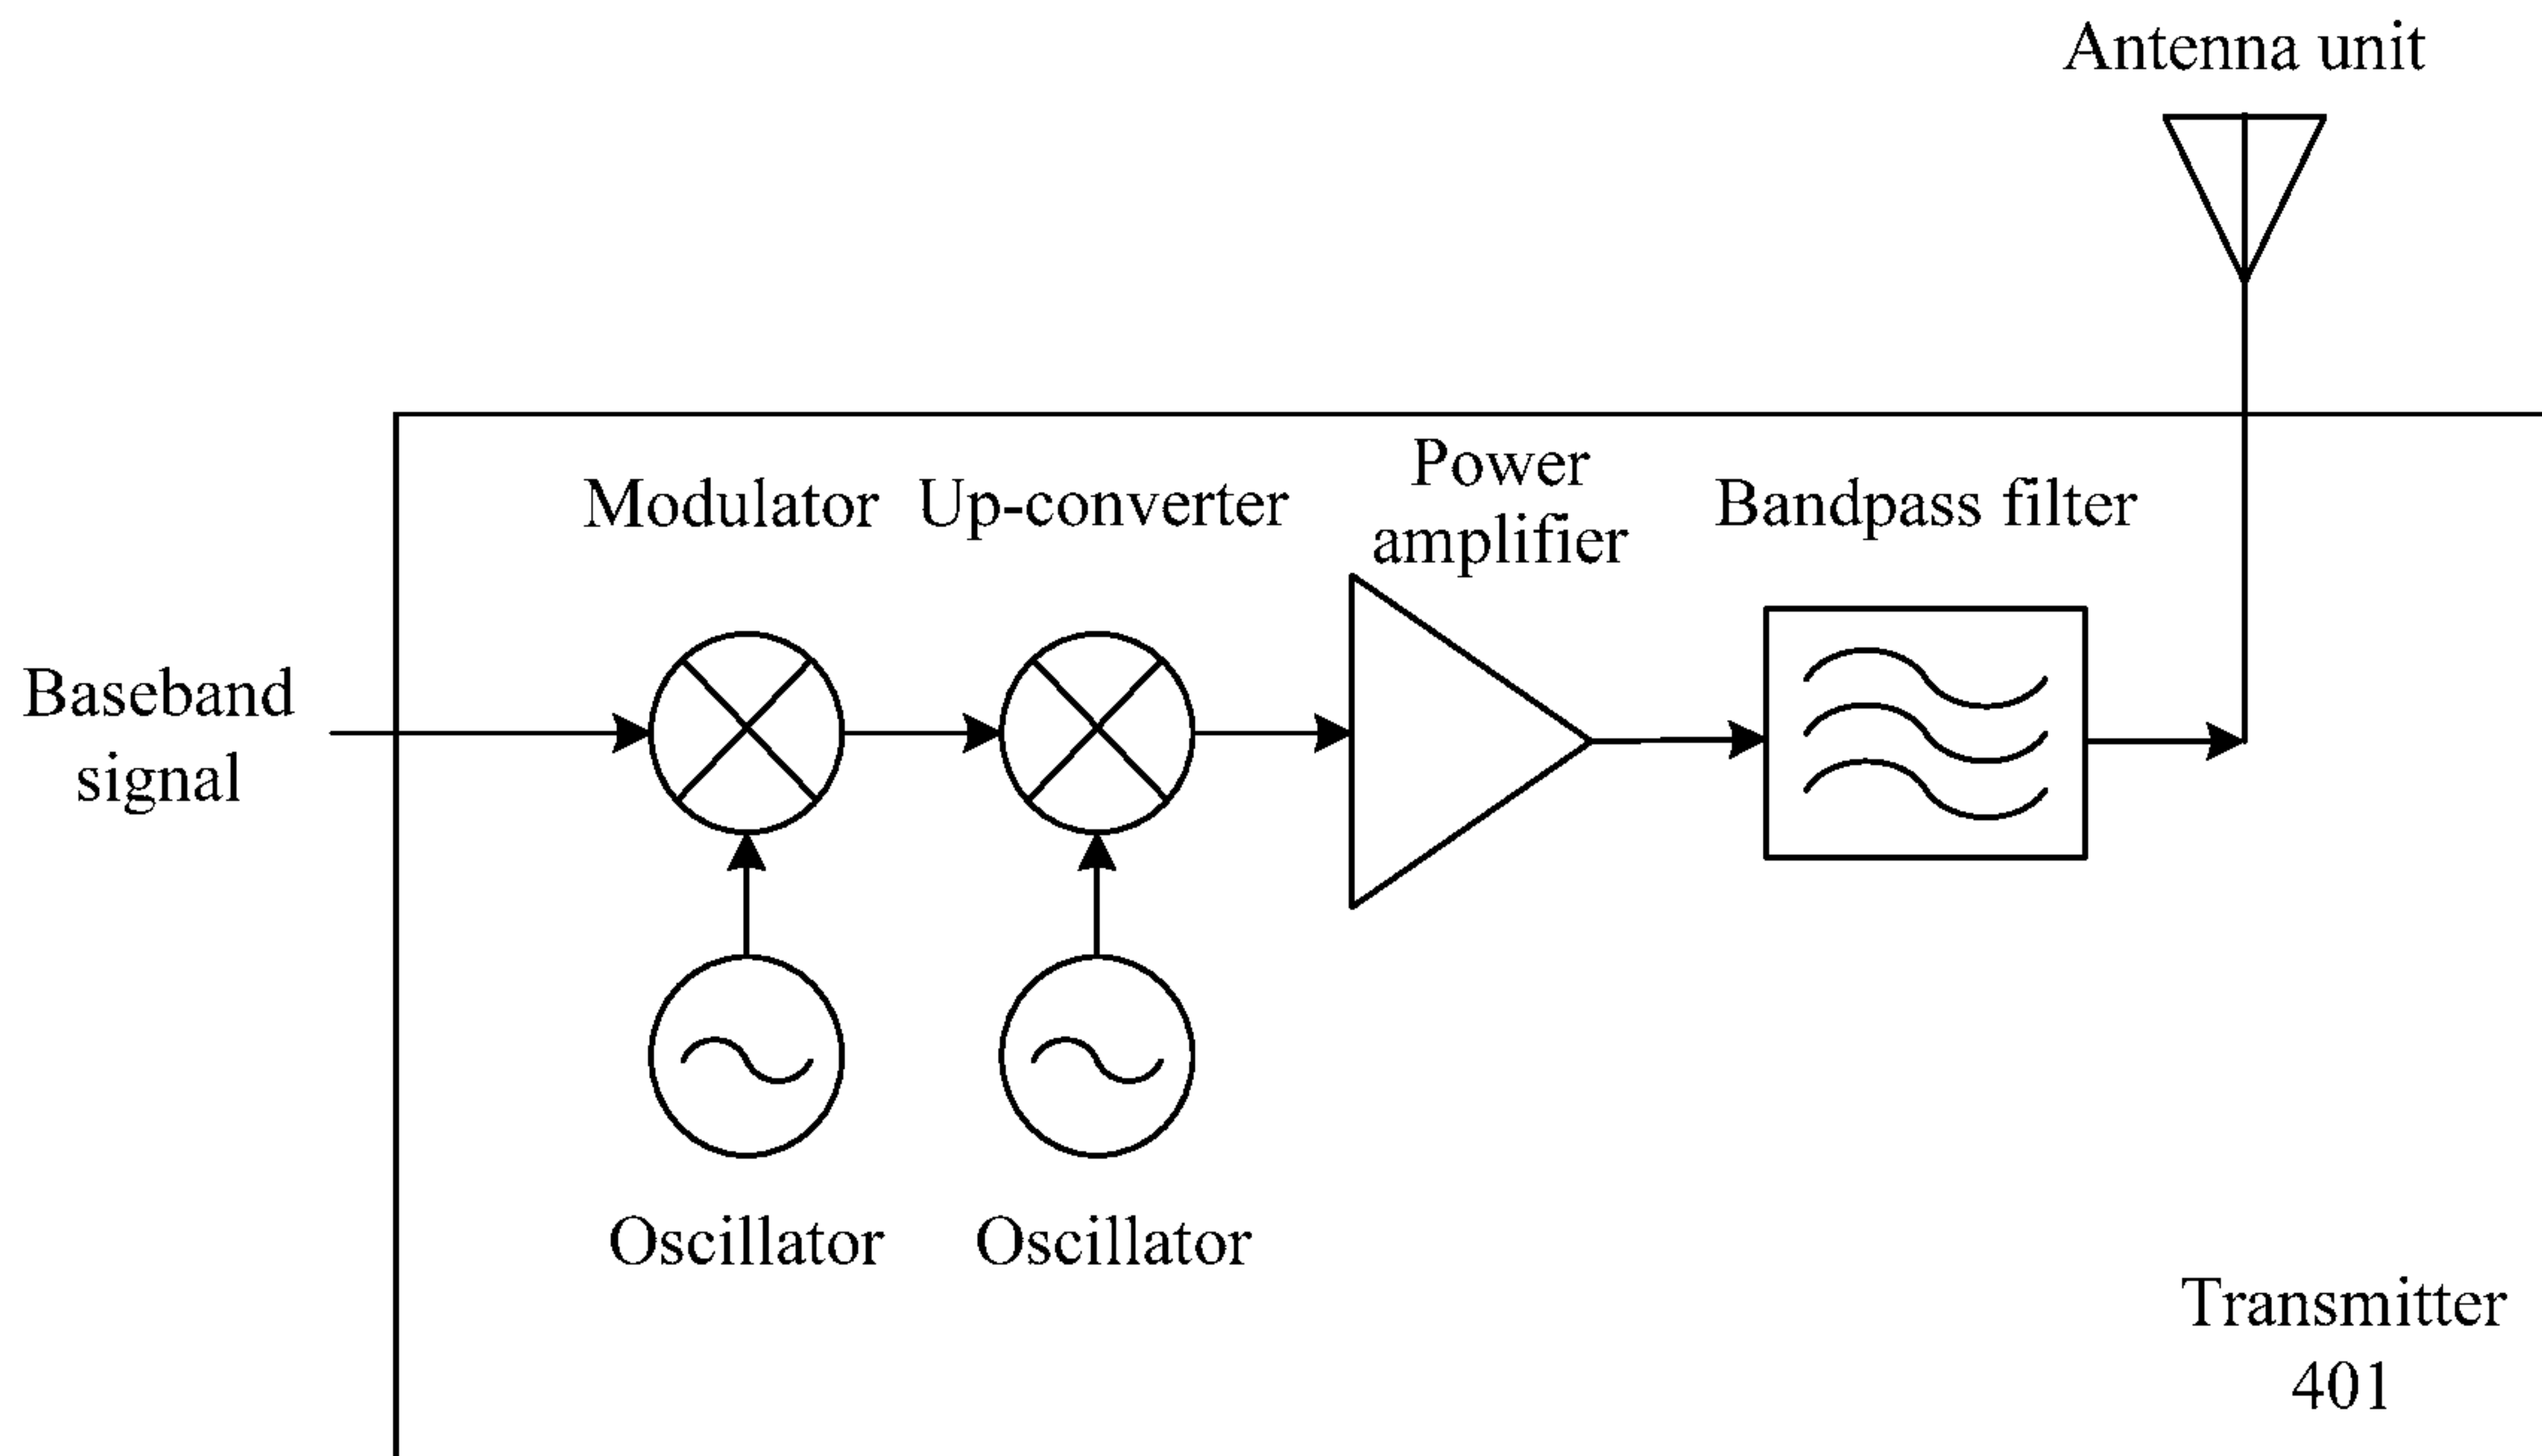 Antenna unit
Power
amplifier
Modulator
Up-converter
Bandpass filter
Baseband
signal
Oscillator
Oscillator
Transmitter
401